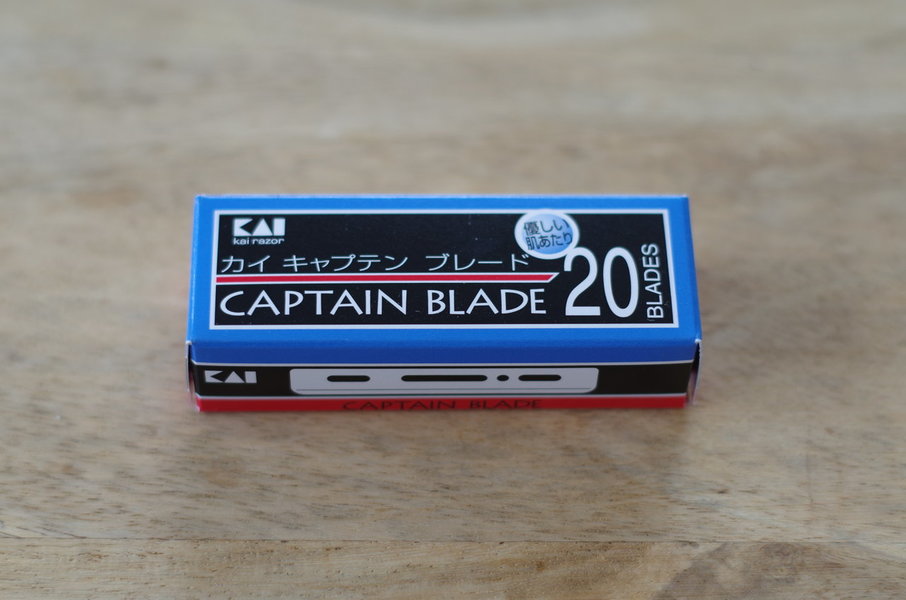 KAI
kai razor
優しい
肌あたり
カイ キャプテン ブレード
CAPTAIN BLADE
20
BLADES
KAI
CAPTAIN BLADE